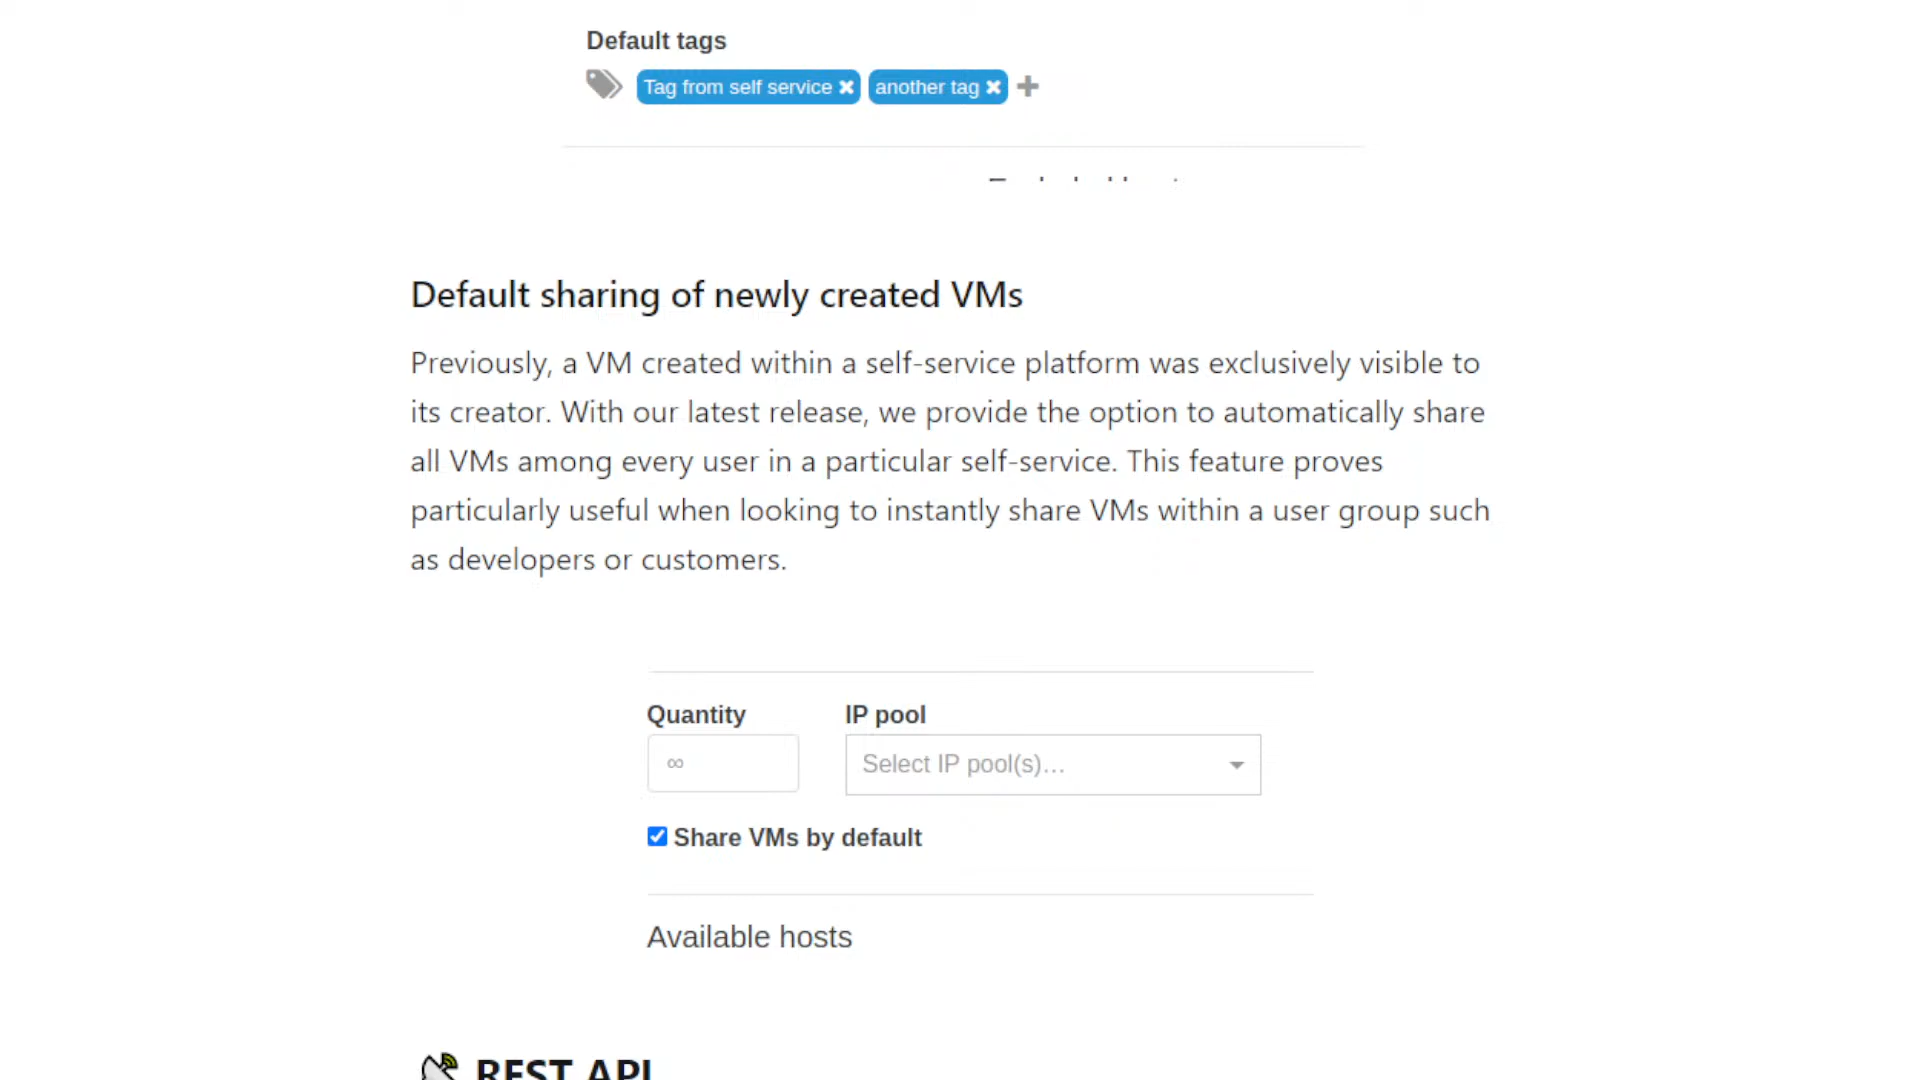 Default tags
Tag from self service
another tag
Default sharing of newly created VMs
Previously, a VM created within a self-service platform was exclusively visible to
its creator. With our latest release, we provide the option to automatically share
all VMs among every user in a particular self-service. This feature proves
particularly useful when looking to instantly share VMs within a user group such
as developers or customers.
Quantity IP pool
∞ Select IP pool(s)...
Share VMs by default
Available hosts
REST API